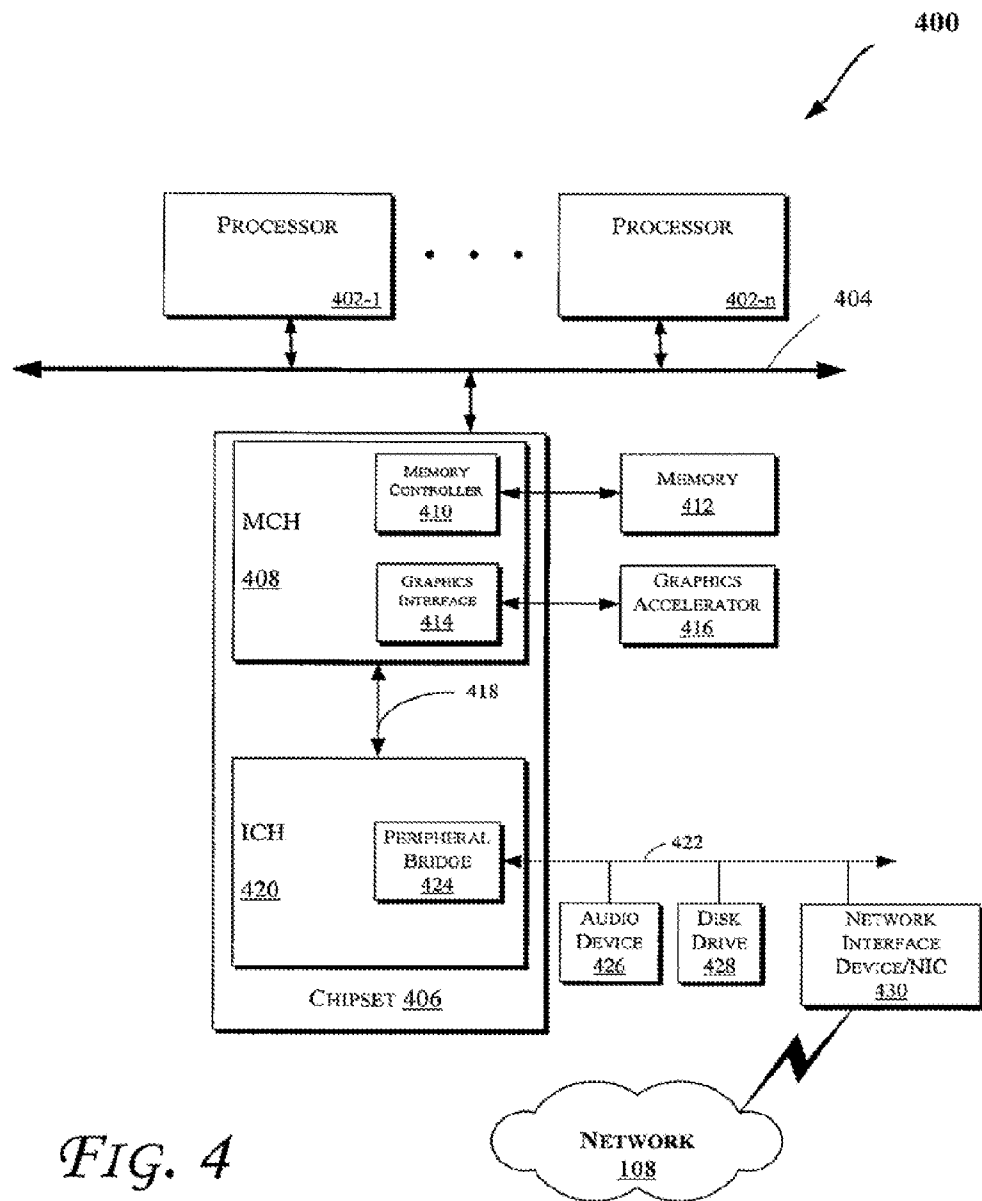 400
PROCESSOR
402-1
PROCESSOR
402-n
404
MEMORY
CONTROLLER
410
MEMORY
412
MCH
408
GRAPHICS
INTERFACE
414
GRAPHICS
ACCELERATOR
416
418
ICH
420
PERIPHERAL
BRIDGE
424
422
AUDIO
DEVICE
426
DISK
DRIVE
428
NETWORK
INTERFACE
DEVICE/NIC
430
CHIPSET 406
NETWORK
108
FIG. 4